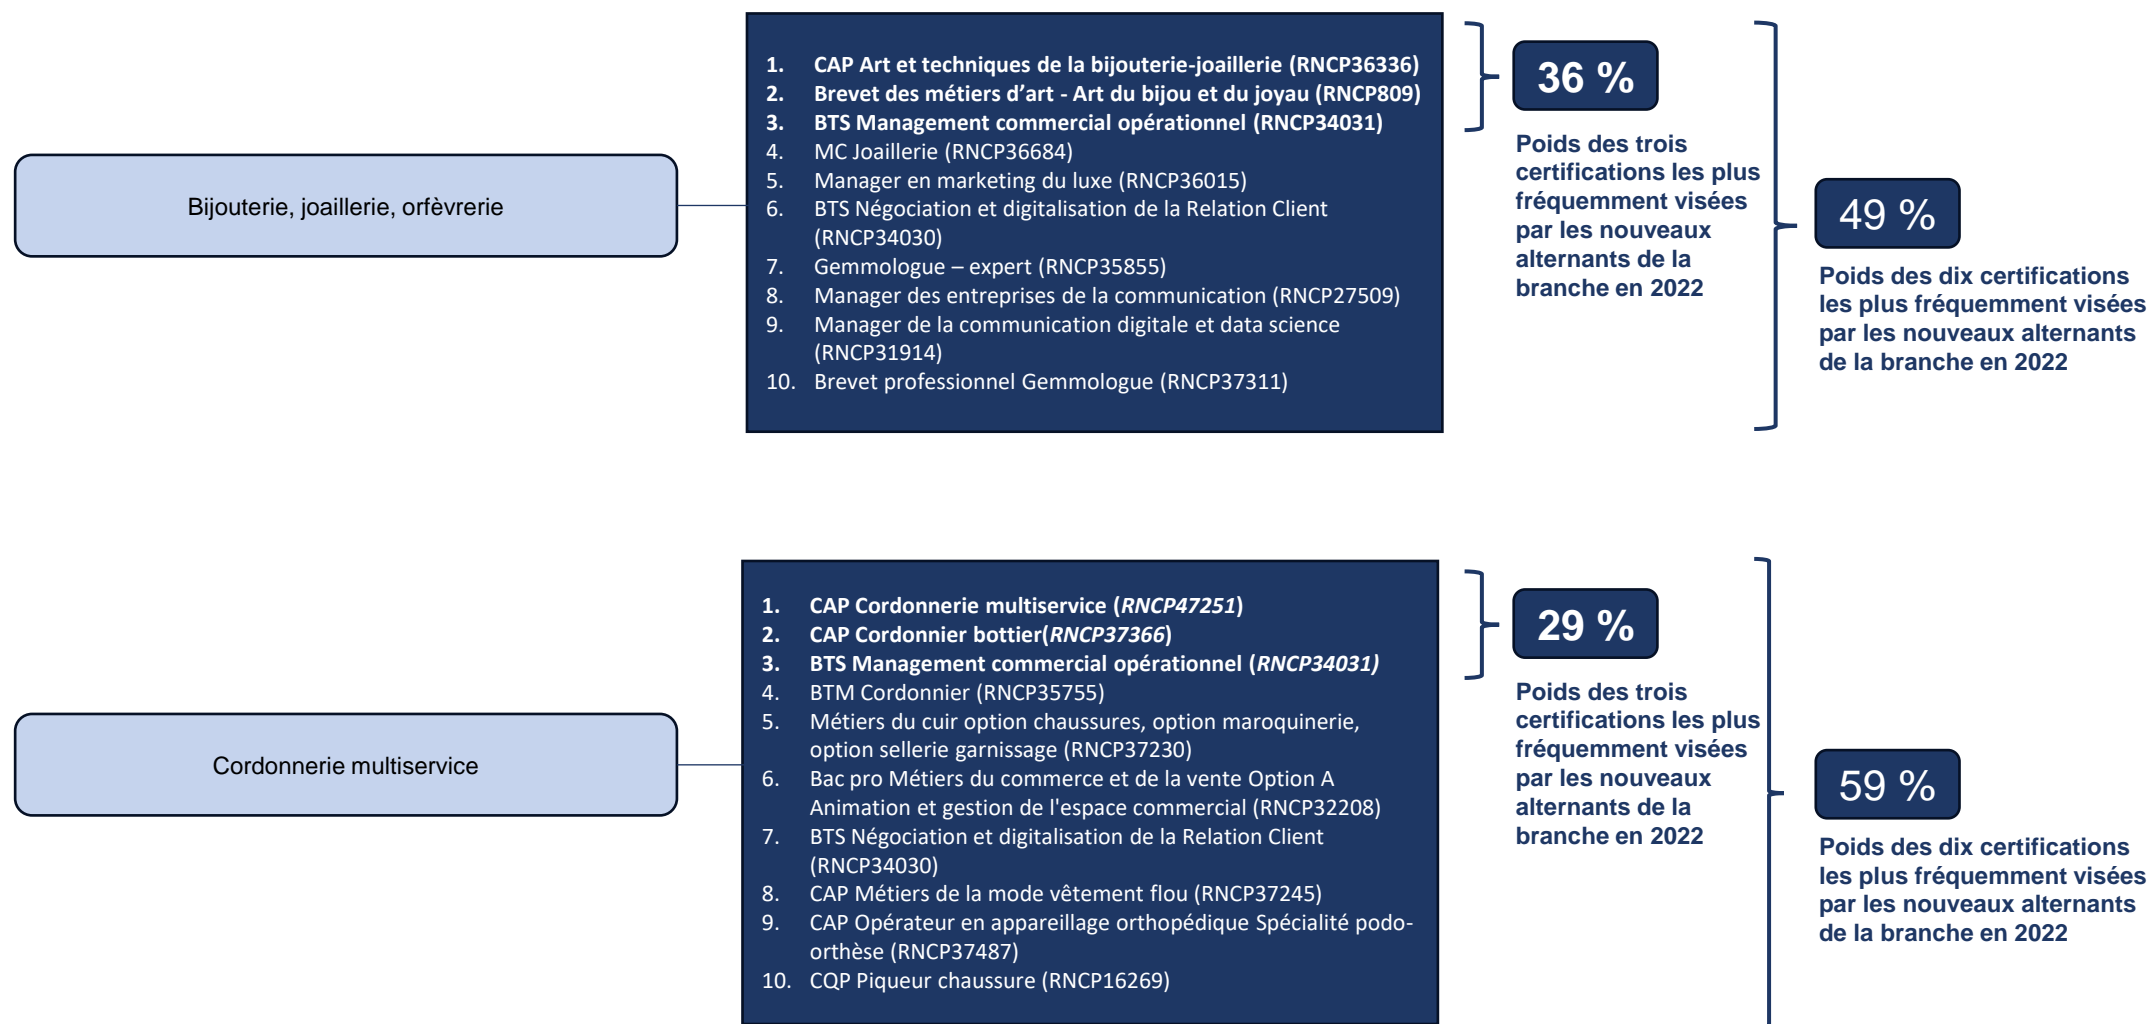 Bijouterie, joaillerie, orfèvrerie
1. CAP Art et techniques de la bijouterie-joaillerie (RNCP36336)
2. Brevet des métiers d’art - Art du bijou et du joyau (RNCP809)
3. BTS Management commercial opérationnel (RNCP34031)
4. MC Joaillerie (RNCP36684)
5. Manager en marketing du luxe (RNCP36015)
6. BTS Négociation et digitalisation de la Relation Client
(RNCP34030)
7. Gemmologue – expert (RNCP35855)
8. Manager des entreprises de la communication (RNCP27509)
9. Manager de la communication digitale et data science
(RNCP31914)
10. Brevet professionnel Gemmologue (RNCP37311)
36 %
Poids des trois
certifications les plus
fréquemment visées
par les nouveaux
alternants de la
branche en 2022
49 %
Poids des dix certifications
les plus fréquemment visées
par les nouveaux alternants
de la branche en 2022
Cordonnerie multiservice
1. CAP Cordonnerie multiservice (RNCP47251)
2. CAP Cordonnier bottier(RNCP37366)
3. BTS Management commercial opérationnel (RNCP34031)
4. BTM Cordonnier (RNCP35755)
5. Métiers du cuir option chaussures, option maroquinerie,
option sellerie garnissage (RNCP37230)
6. Bac pro Métiers du commerce et de la vente Option A
Animation et gestion de l'espace commercial (RNCP32208)
7. BTS Négociation et digitalisation de la Relation Client
(RNCP34030)
8. CAP Métiers de la mode vêtement flou (RNCP37245)
9. CAP Opérateur en appareillage orthopédique Spécialité podo-
orthèse (RNCP37487)
10. CQP Piqueur chaussure (RNCP16269)
29 %
Poids des trois
certifications les plus
fréquemment visées
par les nouveaux
alternants de la
branche en 2022
59 %
Poids des dix certifications
les plus fréquemment visées
par les nouveaux alternants
de la branche en 2022